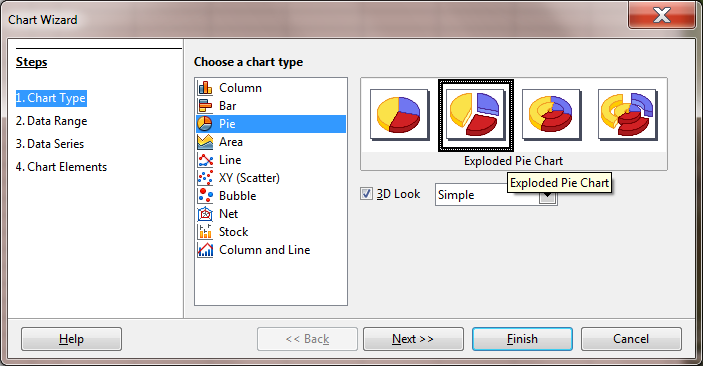 Chart Wizard
Steps
1. Chart Type
2. Data Range
3. Data Series
4. Chart Elements
Choose a chart type
Column
Bar
Pie
Area
Line
XY (Scatter)
Bubble
Net
Stock
Column and Line
Exploded Pie Chart
Exploded Pie Chart
3D Look
Simple
Help
<< Back
Next >>
Finish
Cancel